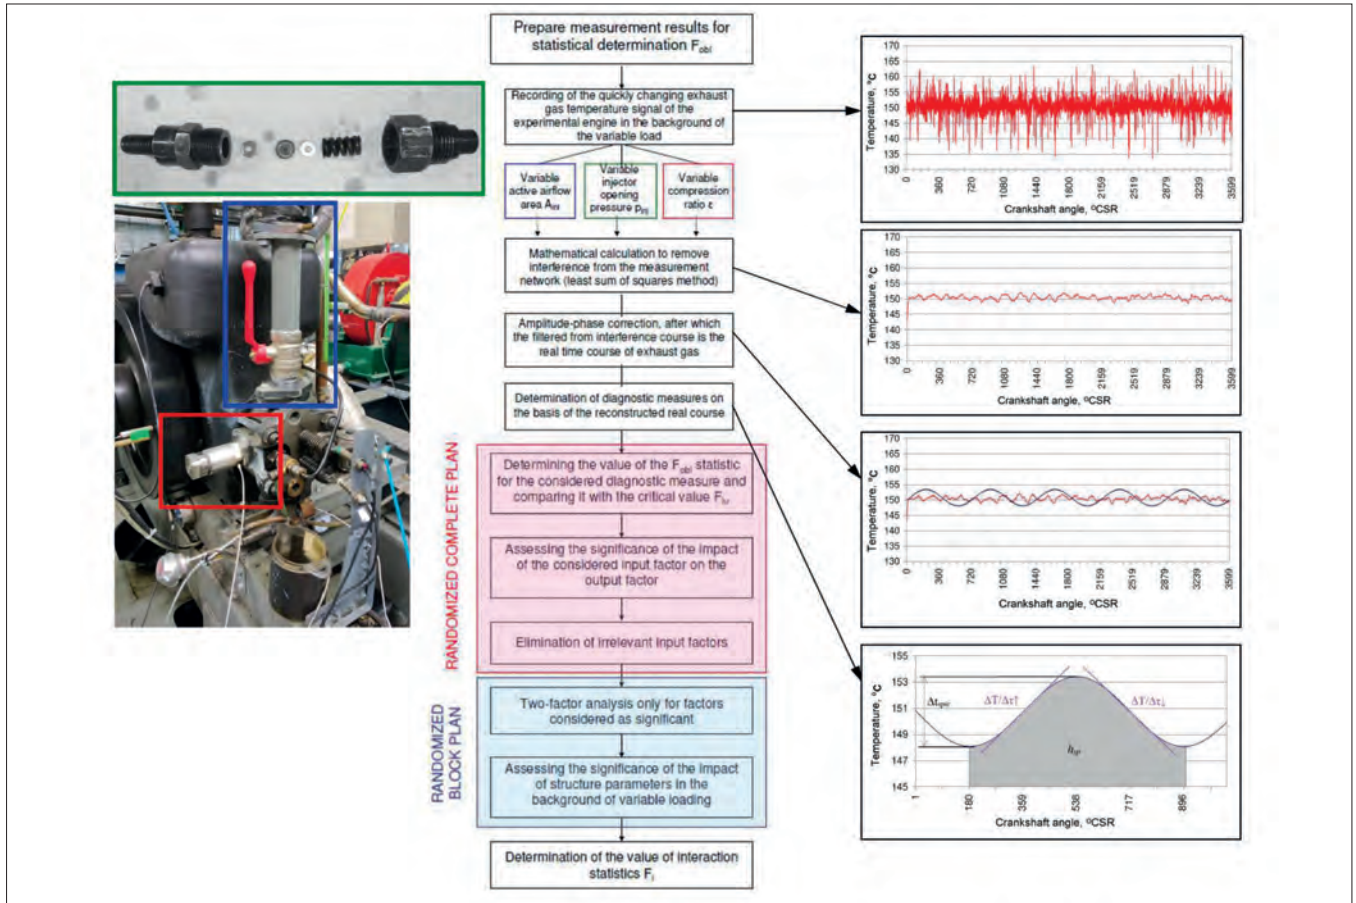 Prepare measurement results for
statistical determination F_obl
Recording of the quickly changing exhaust
gas temperature signal of the
experimental engine in the background of
the variable load
Variable
active airflow
area A_int
Variable
injector
opening
pressure p_inj
Variable
compression
ratio ε
Mathematical calculation to remove
interference from the measurement
network (least sum of squares method)
Amplitude-phase correction, after which
the filtered from interference course is the
real time course of exhaust gas
Determination of diagnostic measures on
the basis of the reconstructed real course
RANDOMIZED COMPLETE PLAN
Determining the value of the F_obl statistic
for the considered diagnostic measure and
comparing it with the critical value F_kr
Assessing the significance of the impact
of the considered input factor on the
output factor
Elimination of irrelevant input factors
RANDOMIZED
BLOCK PLAN
Two-factor analysis only for factors
considered as significant
Assessing the significance of the impact
of structure parameters in the
background of variable loading
Determination of the value of interaction
statistics F_i
Temperature, °C
170
165
160
155
150
145
140
135
130
0 360 720 1080 1440 1800 2159 2519 2879 3239 3599
Crankshaft angle, ºCSR
Temperature, °C
170
165
160
155
150
145
140
135
130
0 360 720 1080 1440 1800 2159 2519 2879 3239 3599
Crankshaft angle, ºCSR
Temperature, °C
170
165
160
155
150
145
140
135
130
0 360 720 1080 1440 1800 2159 2519 2879 3239 3599
Crankshaft angle, ºCSR
Temperature, °C
155
153
151
149
147
145
ΔT/Δτ↑
ΔT/Δτ↓
1 180 359 538 717 896
Crankshaft angle, ºCSR